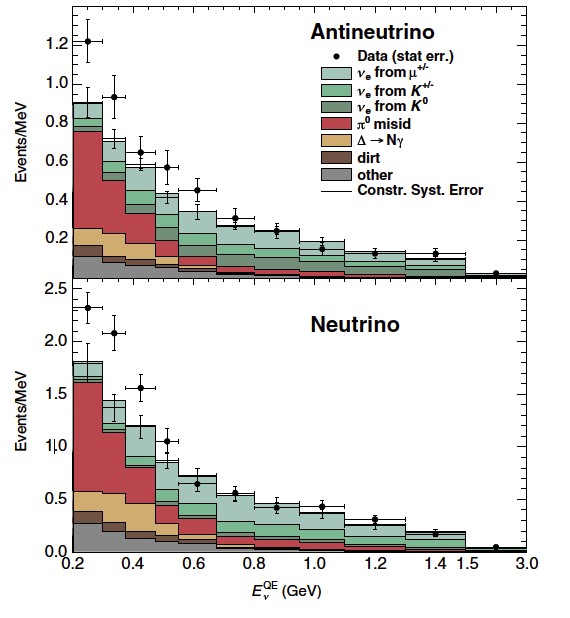 Antineutrino
Data (stat err.)
νe from μ+/-
νe from K+/-
νe from K0
π0 misid
Δ → Nγ
dirt
other
Constr. Syst. Error
Events/MeV
1.2
1.0
0.8
0.6
0.4
0.2
Neutrino
Events/MeV
2.5
2.0
1.5
1.0
0.5
0.0
0.2 0.4 0.6 0.8 1.0 1.2 1.4 1.5 3.0
EνQE (GeV)